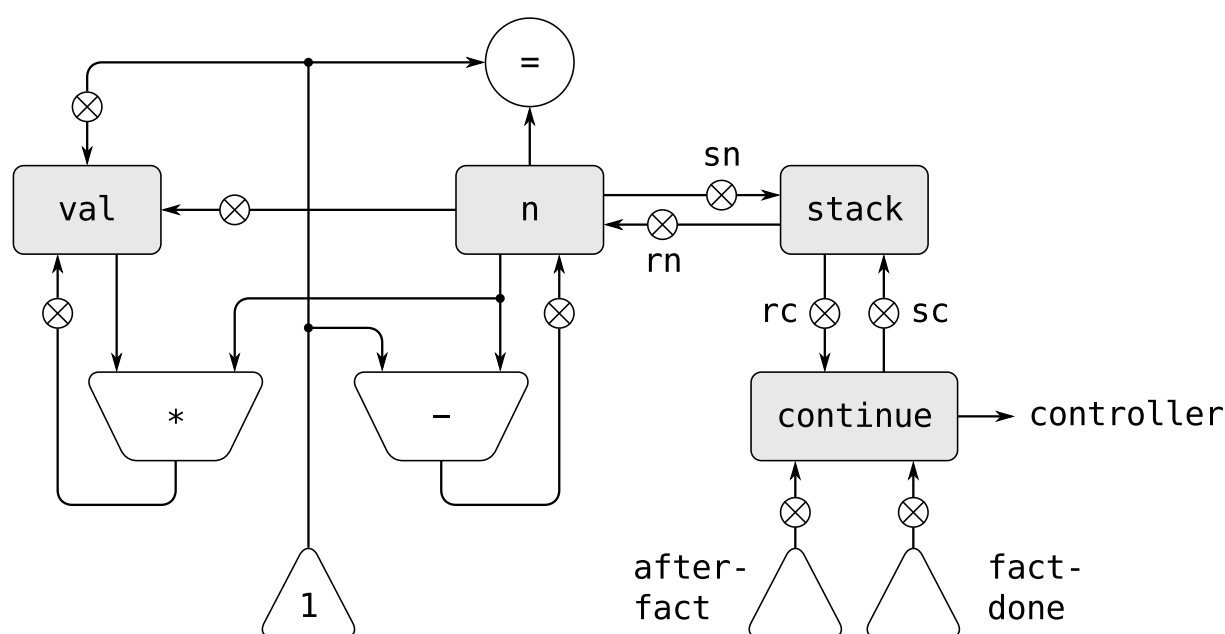 =
sn
val
n
stack
rn
rc
sc
*
−
continue
controller
after-
fact
fact-
done
1